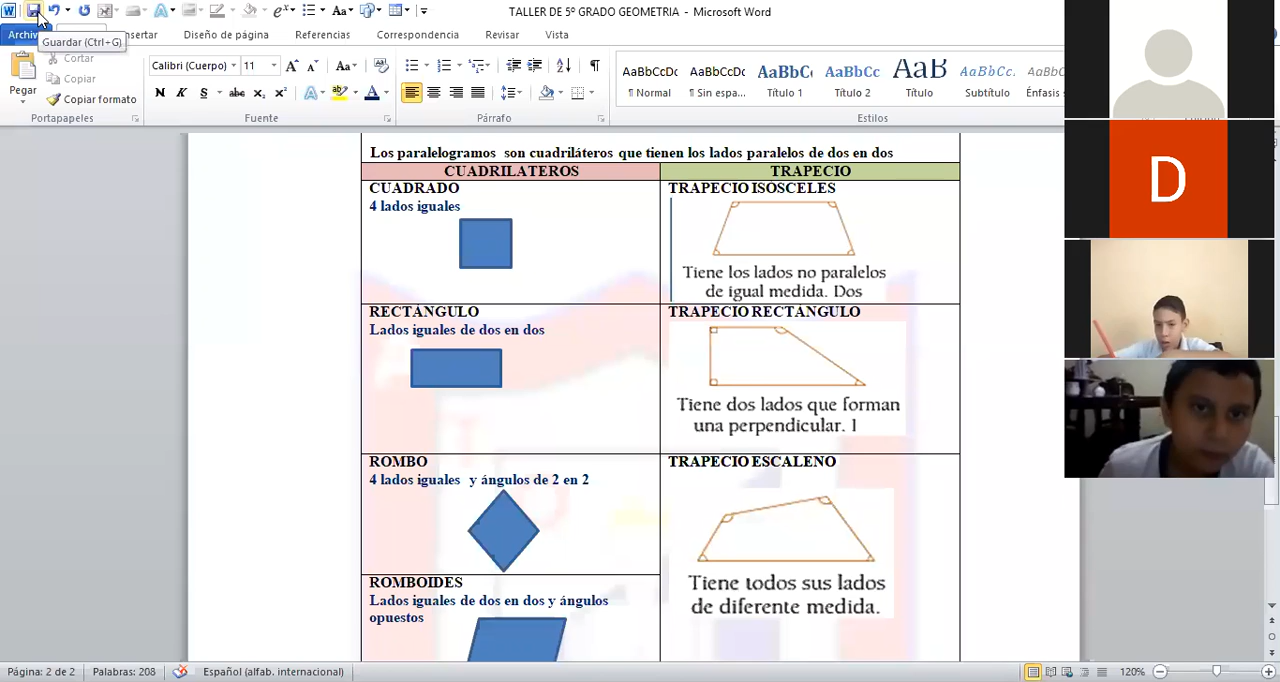 TALLER DE 5º GRADO GEOMETRIA - Microsoft Word
Guardar (Ctrl+G)
Diseño de página
Referencias
Correspondencia
Revisar
Vista
Cortar
Copiar
Copiar formato
Pegar
Portapapeles
Calibri (Cuerpo)
11
Aa
N K S abc x₂ x²
Fuente
Párrafo
AaBbCcDc AaBbCcDc AaBbC AaBbCc AaB AaBbCc.
¶ Normal
¶ Sin espa...
Título 1
Título 2
Título
Subtítulo
Énfasis
Estilos
Los paralelogramos son cuadriláteros que tienen los lados paralelos de dos en dos
CUADRILATEROS
TRAPECIO
CUADRADO
4 lados iguales
TRAPECIO ISOSCELES
Tiene los lados no paralelos
de igual medida. Dos
RECTANGULO
Lados iguales de dos en dos
TRAPECIO RECTANGULO
Tiene dos lados que forman
una perpendicular.
ROMBO
4 lados iguales y ángulos de 2 en 2
TRAPECIO ESCALENO
Tiene todos sus lados
de diferente medida.
ROMBOIDES
Lados iguales de dos en dos y ángulos
opuestos
D
Página: 2 de 2
Palabras: 208
Español (alfab. internacional)
120%